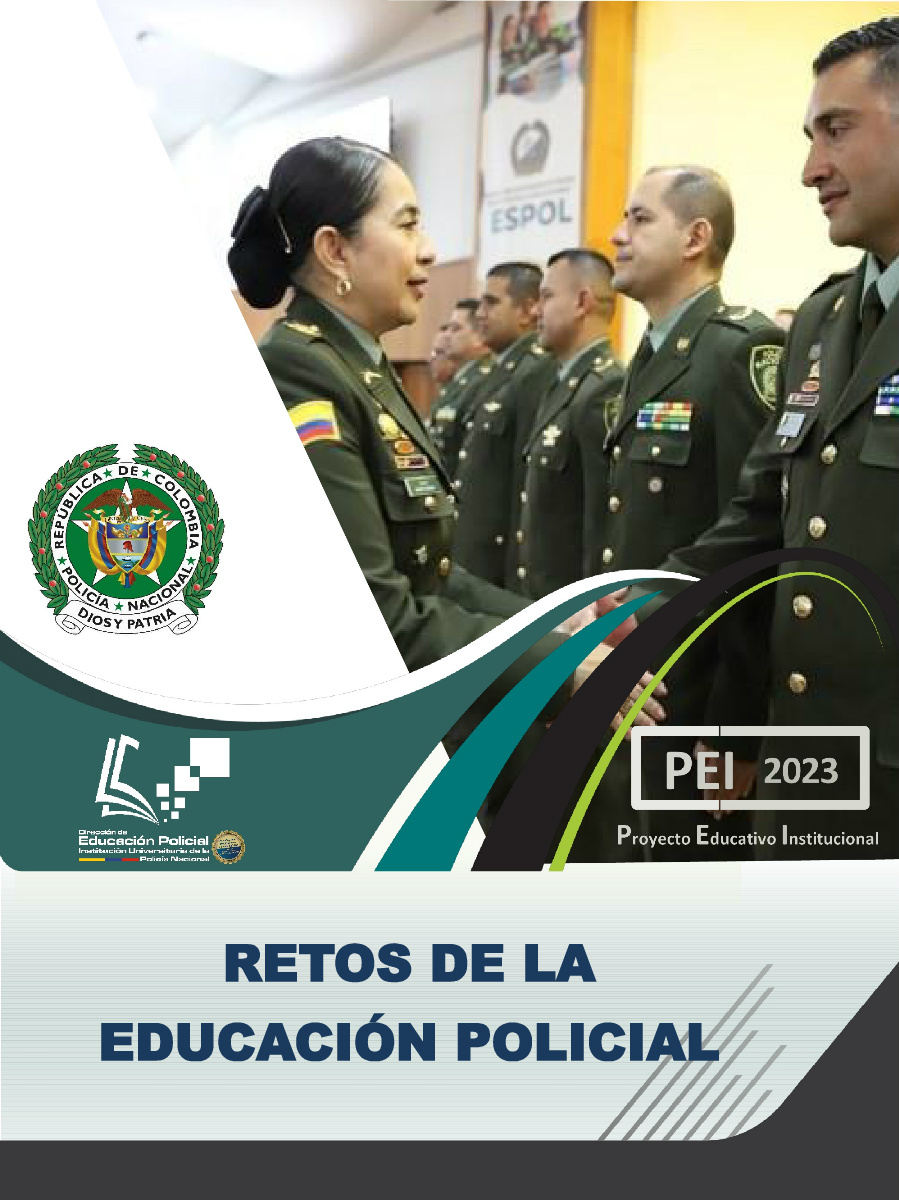 ESPOL
REPÚBLICA DE COLOMBIA
POLICÍA NACIONAL
DIOS Y PATRIA
Dirección de
Educación Policial
Institución Universitaria de la
Policía Nacional
PEI 2023
Proyecto Educativo Institucional
RETOS DE LA
EDUCACIÓN POLICIAL